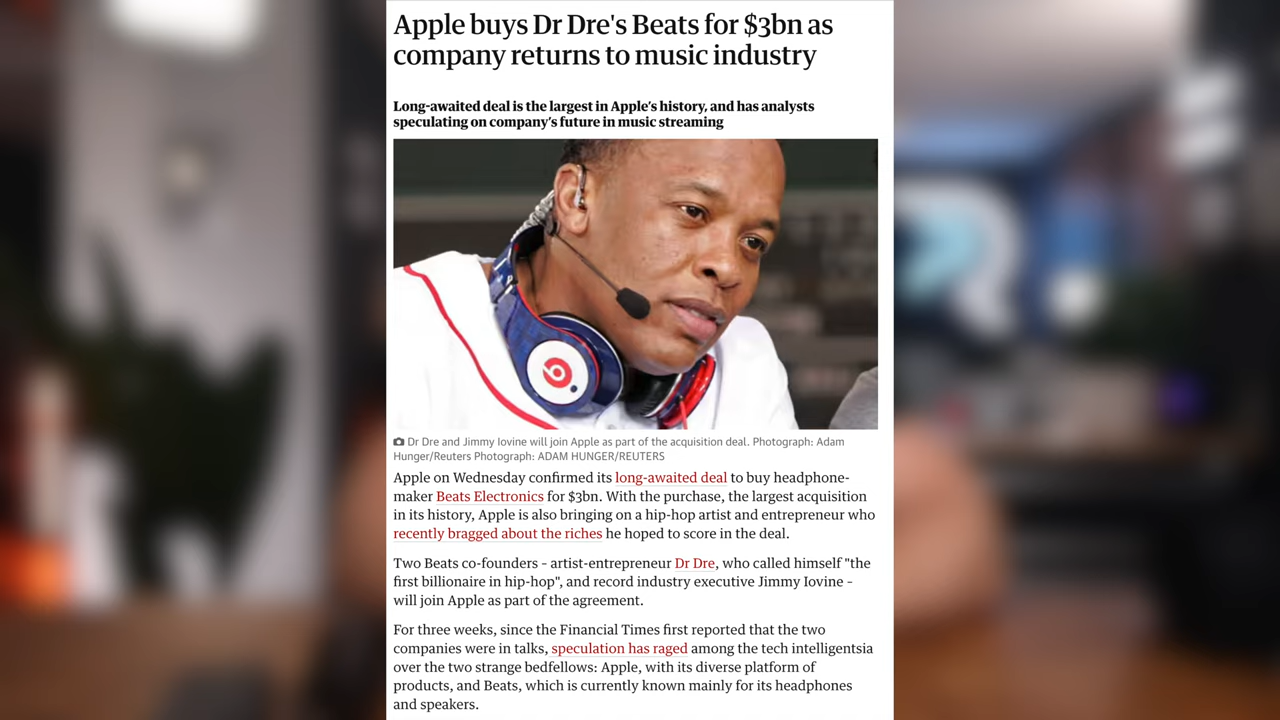 Apple buys Dr Dre's Beats for $3bn as
company returns to music industry
Long-awaited deal is the largest in Apple's history, and has analysts
speculating on company's future in music streaming
Dr Dre and Jimmy Iovine will join Apple as part of the acquisition deal. Photograph: Adam
Hunger/Reuters Photograph: ADAM HUNGER/REUTERS
Apple on Wednesday confirmed its long-awaited deal to buy headphone-
maker Beats Electronics for $3bn. With the purchase, the largest acquisition
in its history, Apple is also bringing on a hip-hop artist and entrepreneur who
recently bragged about the riches he hoped to score in the deal.
Two Beats co-founders – artist-entrepreneur Dr Dre, who called himself "the
first billionaire in hip-hop", and record industry executive Jimmy Iovine –
will join Apple as part of the agreement.
For three weeks, since the Financial Times first reported that the two
companies were in talks, speculation has raged among the tech intelligentsia
over the two strange bedfellows: Apple, with its diverse platform of
products, and Beats, which is currently known mainly for its headphones
and speakers.